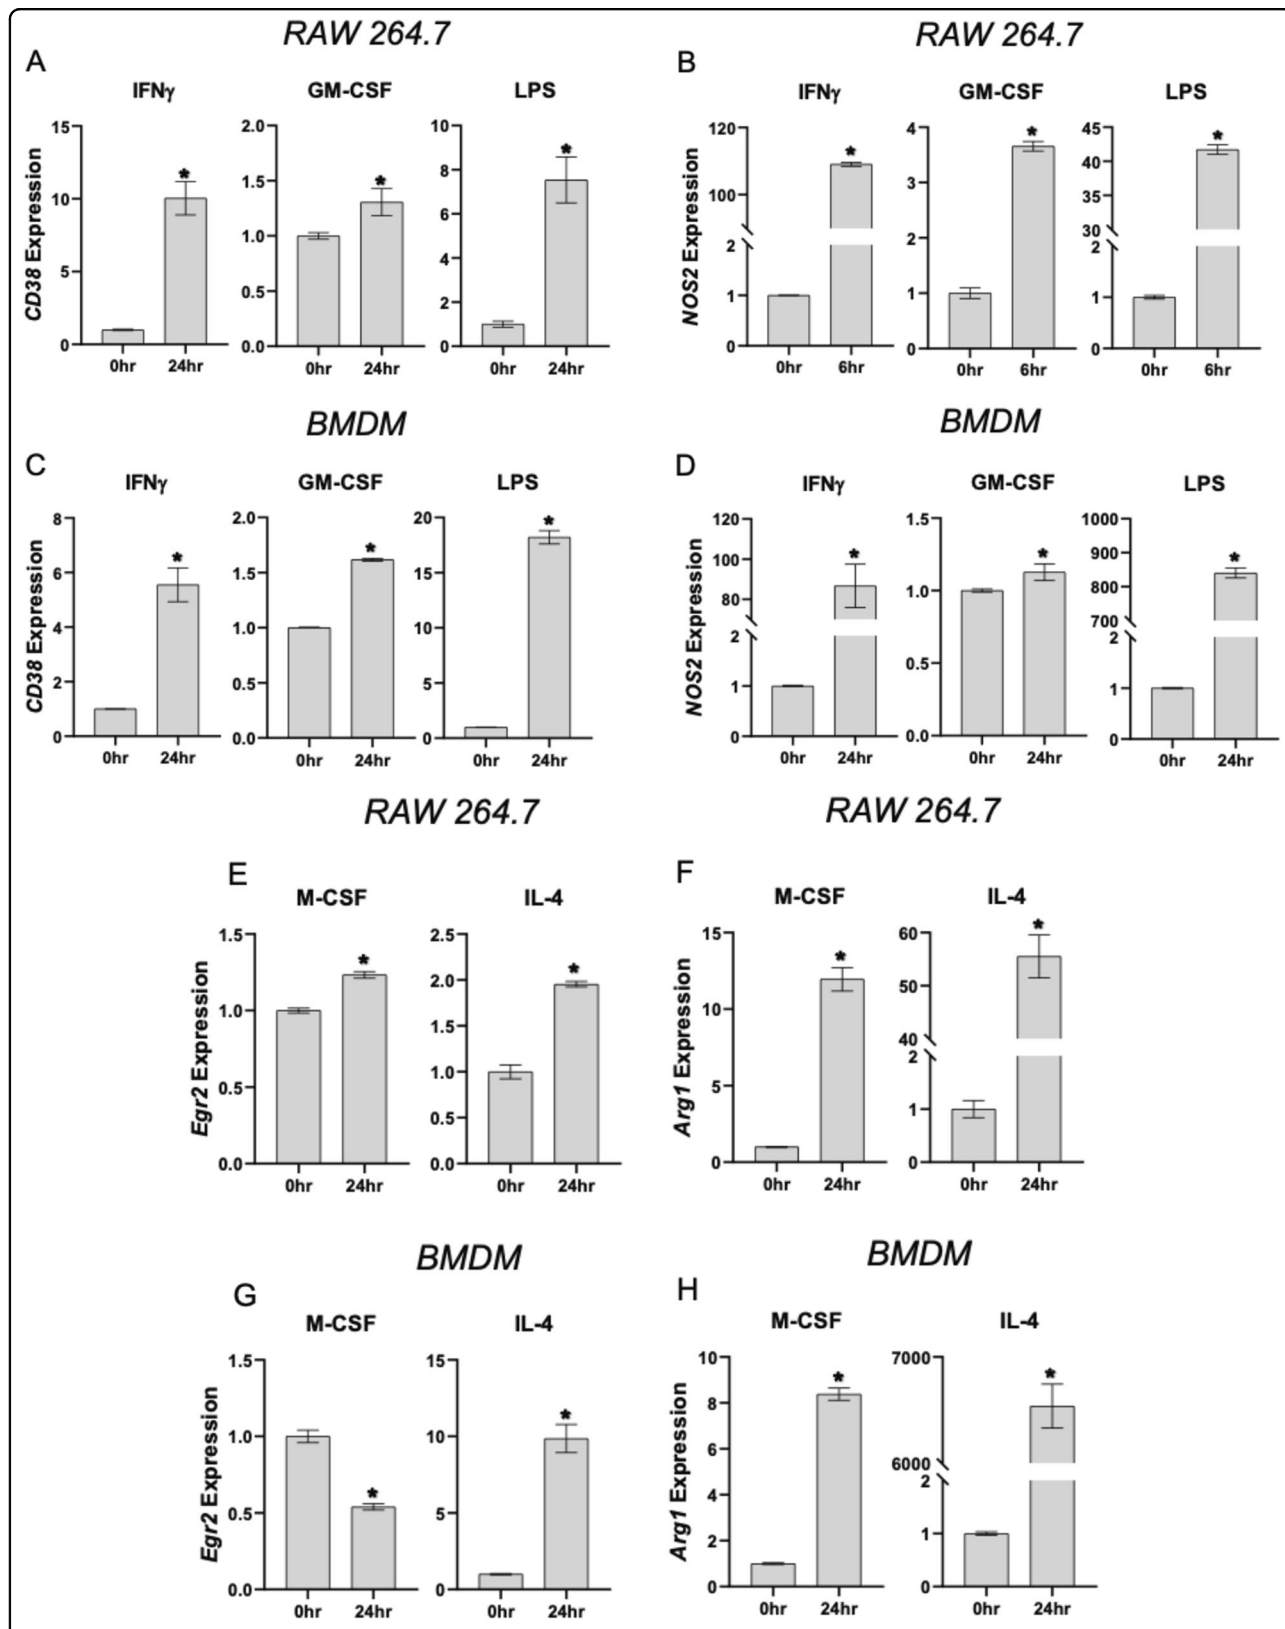 RAW 264.7
A
IFNγ
GM-CSF
LPS
CD38 Expression
15
10
5
0
0hr
24hr
*
2.0
1.5
1.0
0.5
0.0
0hr
24hr
*
10
8
6
4
2
0
0hr
24hr
*
RAW 264.7
B
IFNγ
GM-CSF
LPS
NOS2 Expression
120
100
2
1
0
0hr
6hr
*
4
3
2
1
0
0hr
6hr
*
45
40
35
30
2
1
0
0hr
6hr
*
BMDM
C
IFNγ
GM-CSF
LPS
CD38 Expression
8
6
4
2
0
0hr
24hr
*
2.0
1.5
1.0
0.5
0.0
0hr
24hr
*
20
15
10
5
0
0hr
24hr
*
BMDM
D
IFNγ
GM-CSF
LPS
NOS2 Expression
120
100
80
2
1
0
0hr
24hr
*
1.5
1.0
0.5
0.0
0hr
24hr
*
1000
900
800
700
2
1
0
0hr
24hr
*
RAW 264.7
E
M-CSF
IL-4
Egr2 Expression
1.5
1.0
0.5
0.0
0hr
24hr
*
2.5
2.0
1.5
1.0
0.5
0.0
0hr
24hr
*
RAW 264.7
F
M-CSF
IL-4
Arg1 Expression
15
10
5
0
0hr
24hr
*
60
50
40
2
1
0
0hr
24hr
*
BMDM
G
M-CSF
IL-4
Egr2 Expression
1.5
1.0
0.5
0.0
0hr
24hr
*
15
10
5
0
0hr
24hr
*
BMDM
H
M-CSF
IL-4
Arg1 Expression
10
8
6
4
2
0
0hr
24hr
*
7000
6000
2
1
0
0hr
24hr
*